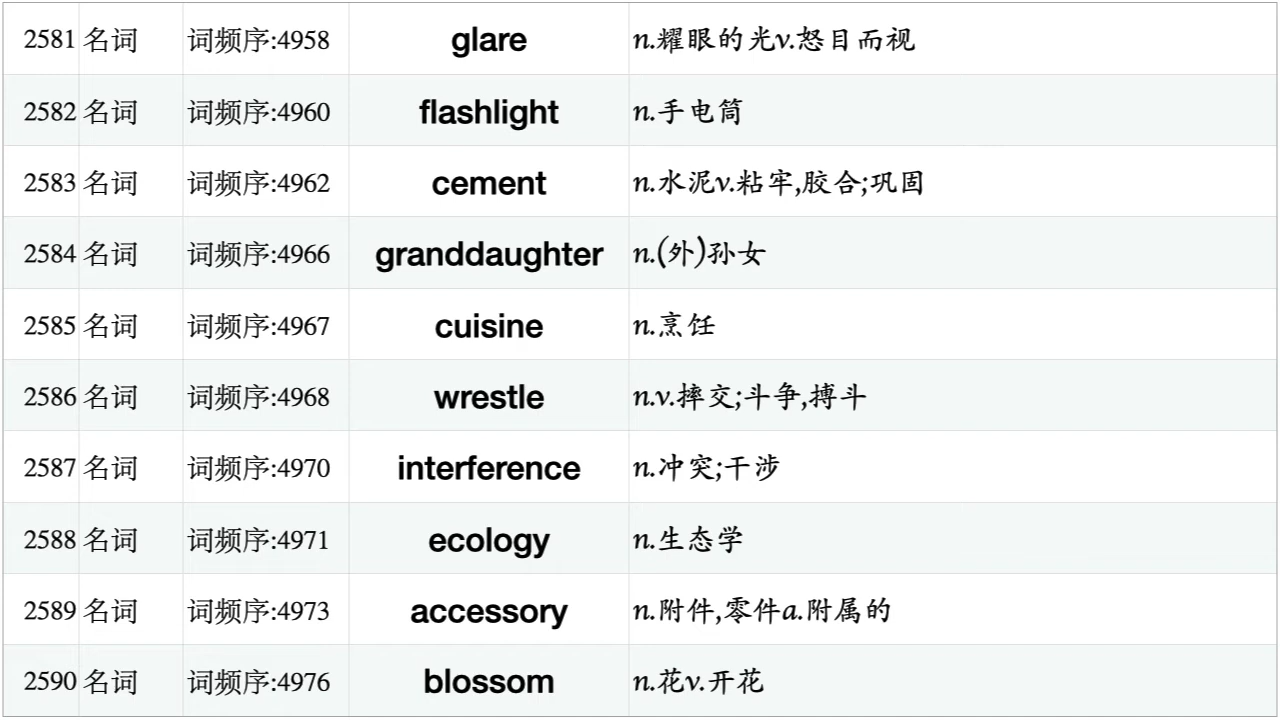 2581 名词 词频序:4958 glare n.耀眼的光v.怒目而视
2582 名词 词频序:4960 flashlight n.手电筒
2583 名词 词频序:4962 cement n.水泥v.粘牢,胶合;巩固
2584 名词 词频序:4966 granddaughter n.(外)孙女
2585 名词 词频序:4967 cuisine n.烹饪
2586 名词 词频序:4968 wrestle n.v.摔交;斗争,搏斗
2587 名词 词频序:4970 interference n.冲突;干涉
2588 名词 词频序:4971 ecology n.生态学
2589 名词 词频序:4973 accessory n.附件,零件a.附属的
2590 名词 词频序:4976 blossom n.花v.开花